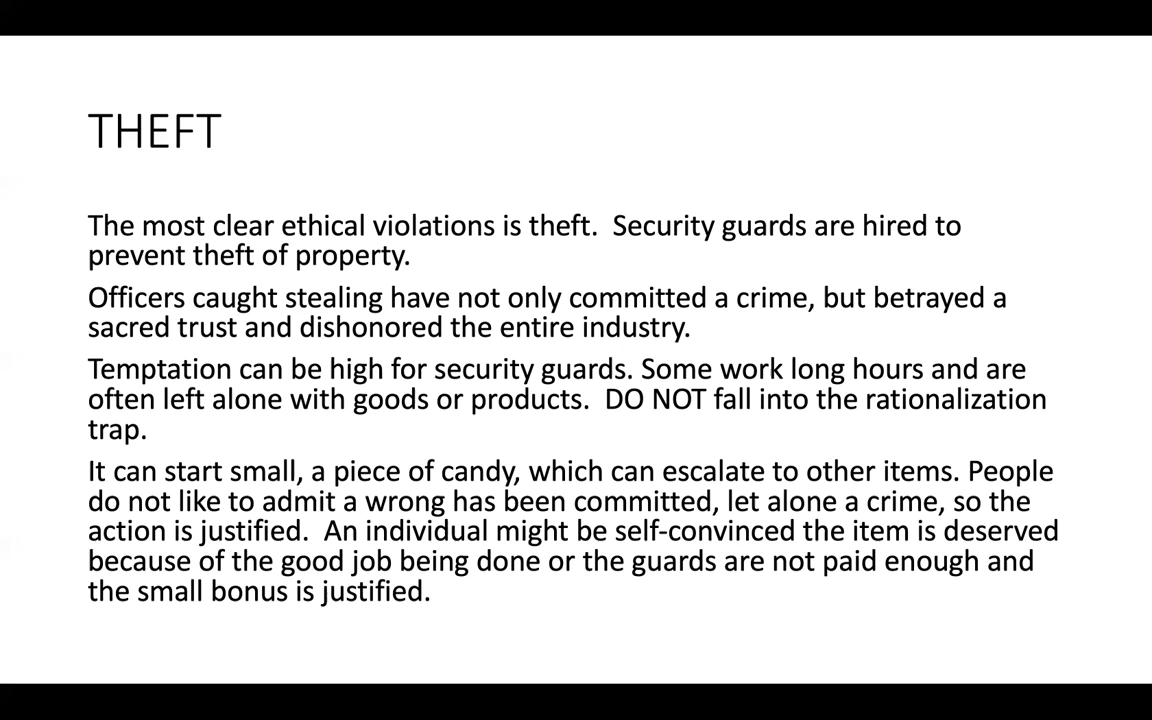 THEFT
The most clear ethical violations is theft.  Security guards are hired to
prevent theft of property.
Officers caught stealing have not only committed a crime, but betrayed a
sacred trust and dishonored the entire industry.
Temptation can be high for security guards. Some work long hours and are
often left alone with goods or products.  DO NOT fall into the rationalization
trap.
It can start small, a piece of candy, which can escalate to other items. People
do not like to admit a wrong has been committed, let alone a crime, so the
action is justified.  An individual might be self-convinced the item is deserved
because of the good job being done or the guards are not paid enough and
the small bonus is justified.